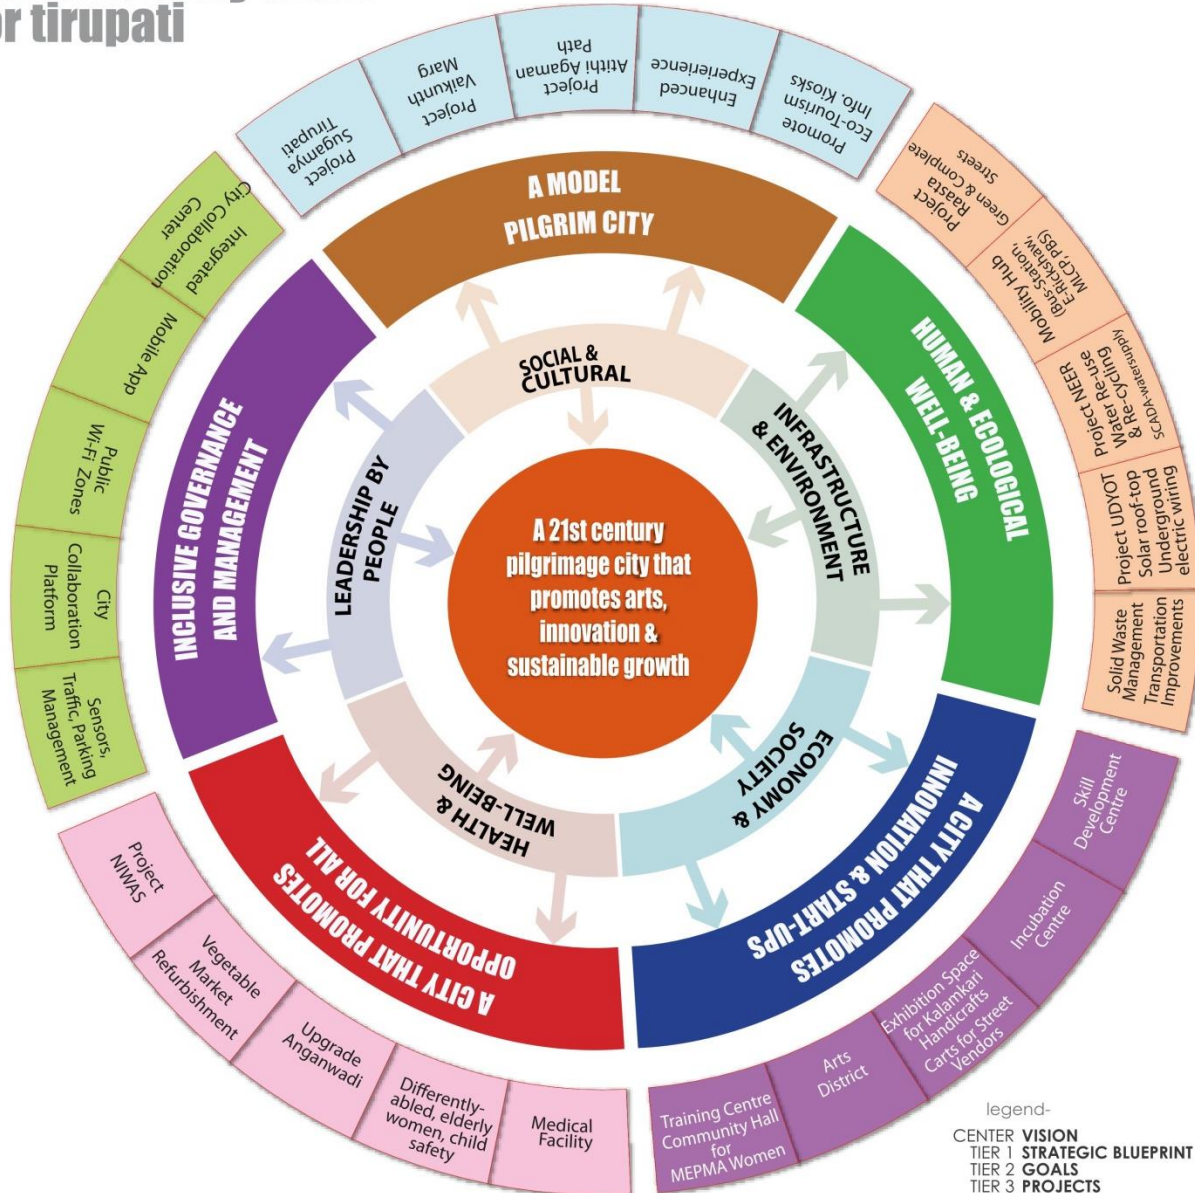 or tirupati
Project
Sugamya
Tirupati
Project
Vaikunth
Marg
Project
Atithi Agaman
Path
Enhanced
Experierience
Promote
Eco-Tourism
Info. Kiosks
Project
Raasta
Green & Complete
Streets
Mobility Hub
(Bus-Station,
E-Rickshaw,
MLCP, PBS)
Project NEER
Water Re-use
& Re-cycling
SCADA-watersupply
Project UDYOT
Solar roof-top
Underground
electric wiring
Solid Waste
Management
Transportation
Improvements
Skill
Development
Centre
Incubation
Centre
Exhibition Space
for Kalamkari
Handicrafts
Carts for Street
Vendors
Arts
District
Training Centre
Community Hall
for
MEPMA Women
Medical
Facility
Differently-
abled, elderly
women, child
safety
Upgrade
Anganwadi
Vegetable
Market
Refurbishment
Project
NIWAS
Sensors,
Traffic, Parking
Management
City
Collaboration
Platform
Public
Wi-Fi Zones
Mobile App
Integrated
City Collaboration
Center
A MODEL
PILGRIM CITY
HUMAN & ECOLOGICAL
WELL-BEING
A CITY THAT PROMOTES
INNOVATION & START-UPS
A CITY THAT PROMOTES
OPPORTUNITY FOR ALL
INCLUSIVE GOVERNANCE
AND MANAGEMENT
SOCIAL &
CULTURAL
INFRASTRUCTURE
& ENVIRONMENT
ECONOMY &
SOCIETY
HEALTH &
WELL-BEING
LEADERSHIP BY
PEOPLE
A 21st century
pilgrimage city that
promotes arts,
innovation &
sustainable growth
legend-
CENTER VISION
TIER 1 STRATEGIC BLUEPRINT
TIER 2 GOALS
TIER 3 PROJECTS